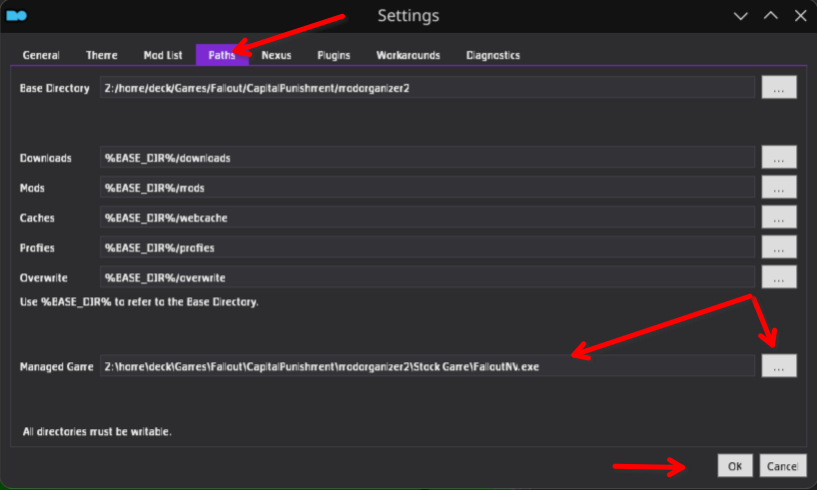 Settings
General Theme Mod List Paths Nexus Plugins Workarounds Diagnostics
Base Directory Z:/home/deck/Games/Fallout/CapitalPunishment/modorganizer2 ...
Downloads %BASE_DIR%/downloads ...
Mods %BASE_DIR%/mods ...
Caches %BASE_DIR%/webcache ...
Profiles %BASE_DIR%/profiles ...
Overwrite %BASE_DIR%/overwrite ...
Use %BASE_DIR% to refer to the Base Directory.
Managed Game Z:\home\deck\Games\Fallout\CapitalPunishment\modorganizer2\Stock Game\FalloutNV.exe ...
All directories must be writable.
OK Cancel